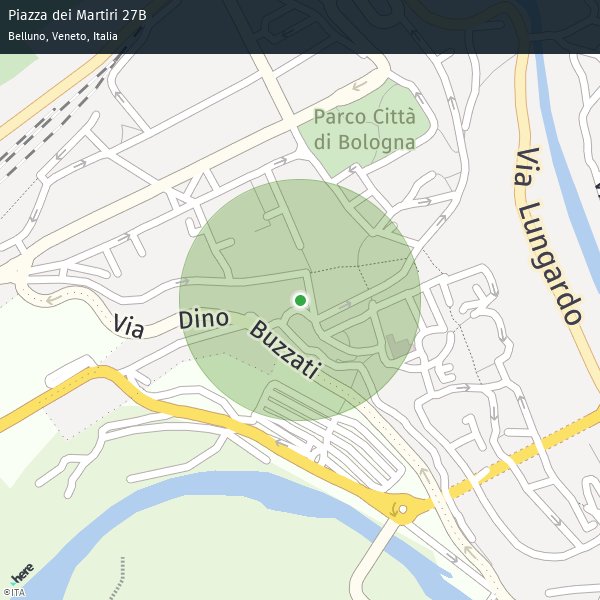 Piazza dei Martiri 27B
Belluno, Veneto, Italia
Parco Città
di Bologna
Via Lungardo
Via Dino Buzzati
here
©ITA